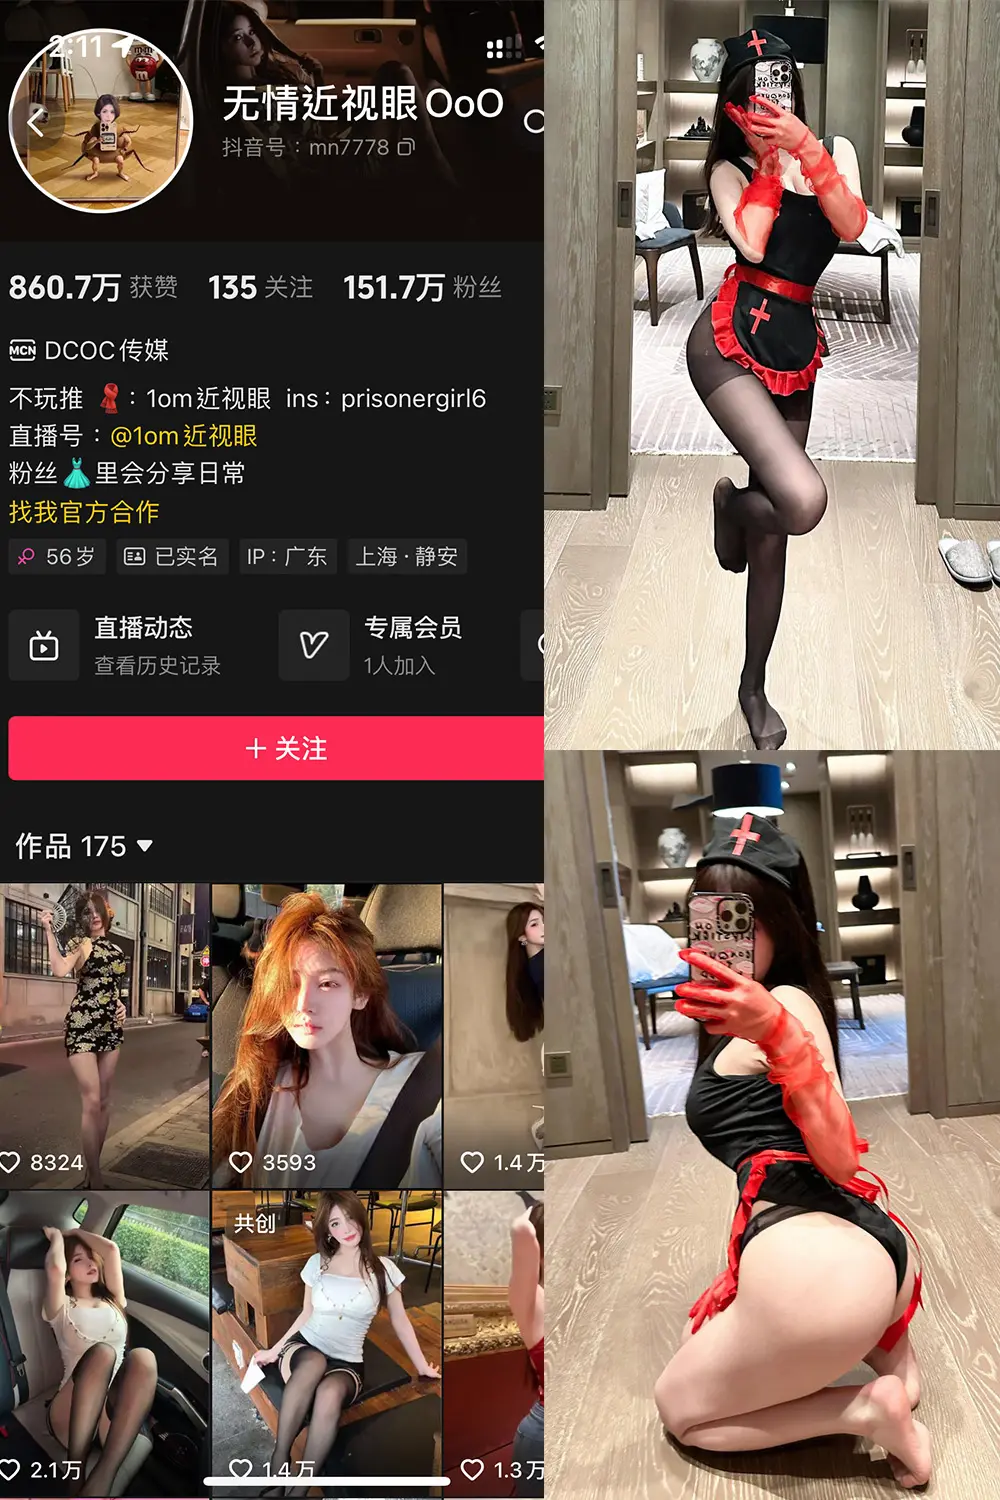 2:11
无情近视眼OoO
抖音号：mn7778
860.7万 获赞 135 关注 151.7万 粉丝
MCN DCOC传媒
不玩推 ：1om近视眼 ins：prisonergirl6
直播号：@1om近视眼
粉丝 里会分享日常
找我官方合作
56岁 已实名 IP：广东 上海·静安
直播动态 专属会员
查看历史记录 1人加入
+ 关注
作品 175
8324 3593 1.4万
共创
2.1万 1.4万 1.3万